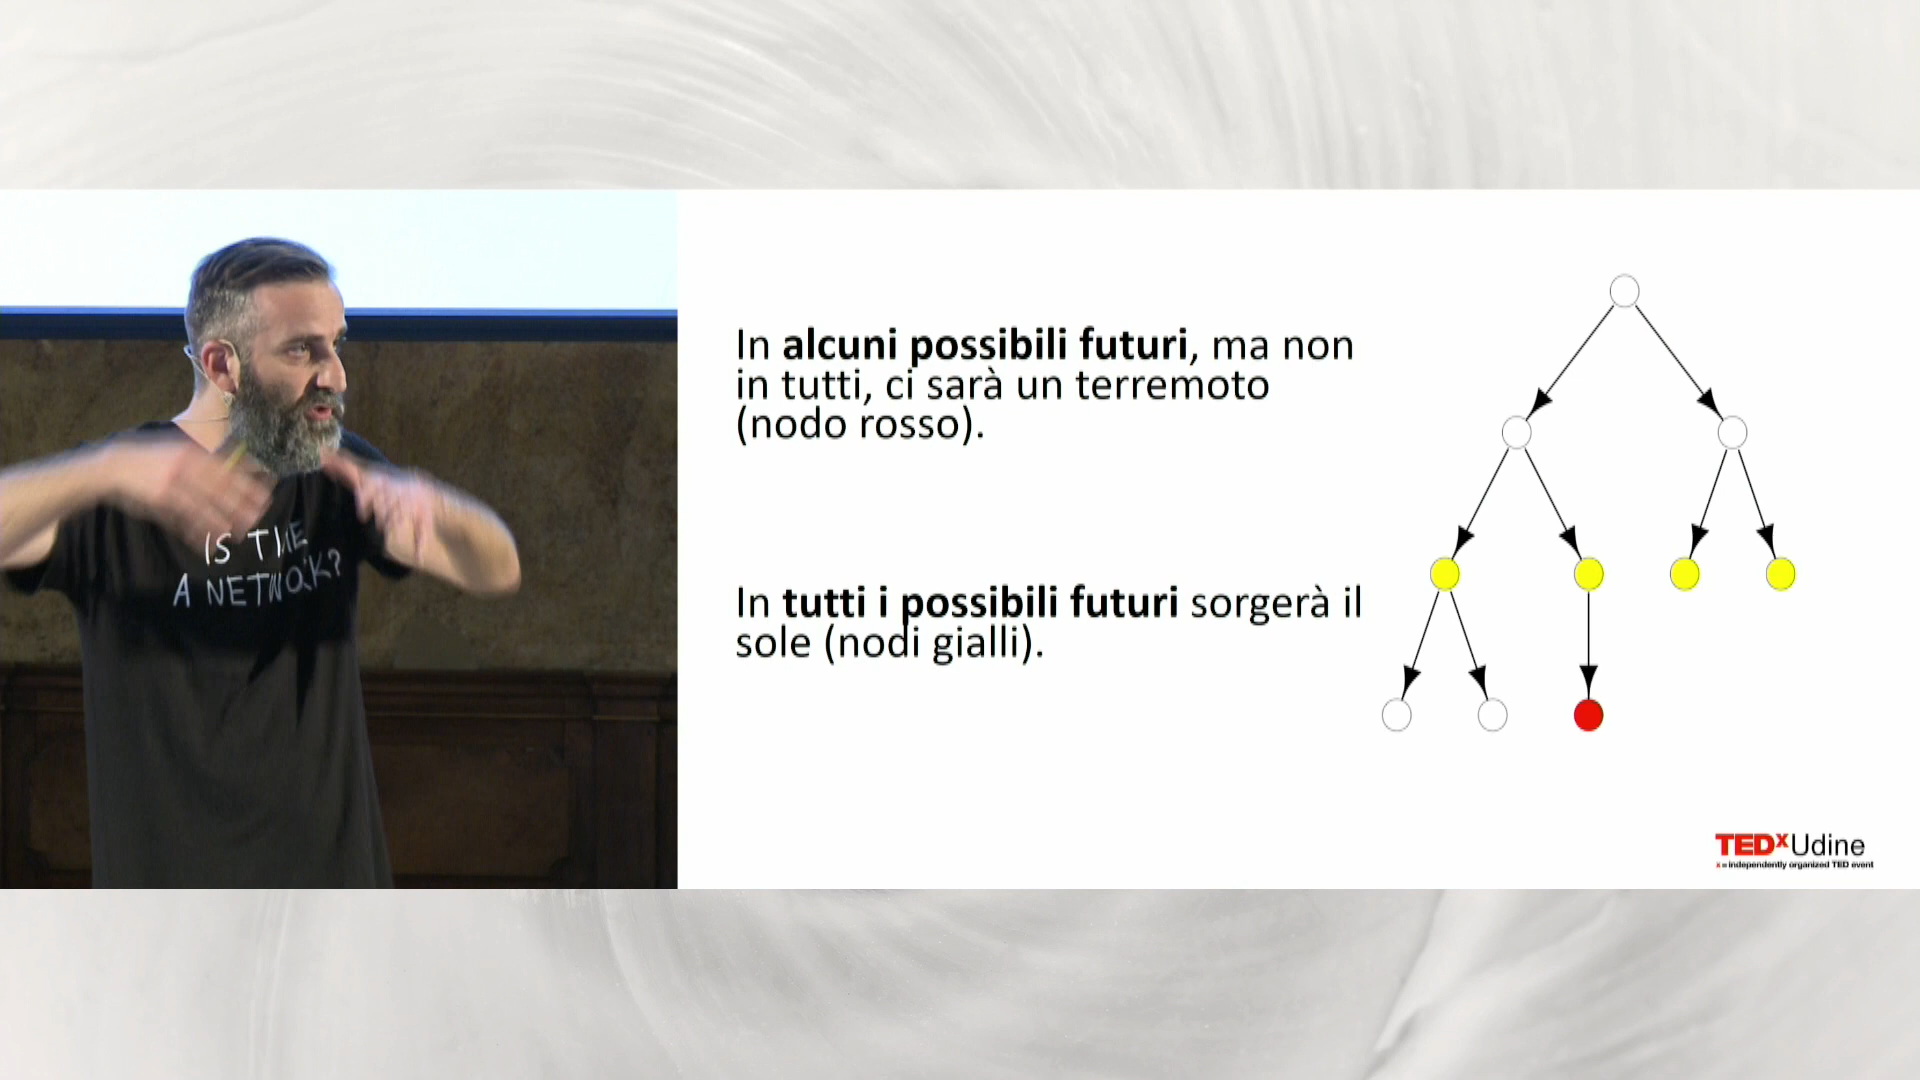 In alcuni possibili futuri, ma non
in tutti, ci sarà un terremoto
(nodo rosso).
In tutti i possibili futuri sorgerà il
sole (nodi gialli).
IS TIME
A NETWORK?
TEDxUdine
x = independently organized TED event